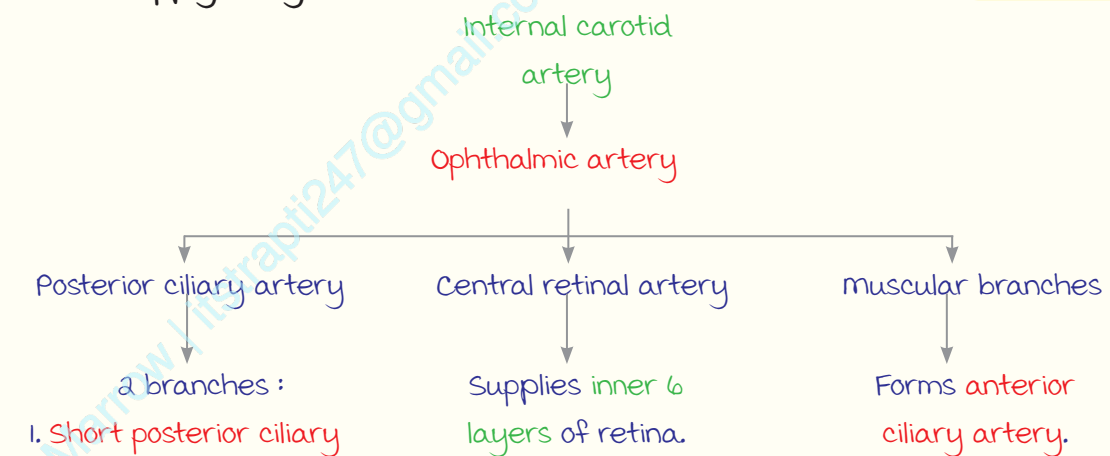 Internal carotid
artery
Ophthalmic artery
Posterior ciliary artery
Central retinal artery
muscular branches
2 branches :
Supplies inner 6
Forms anterior
1. Short posterior ciliary
layers of retina.
ciliary artery.